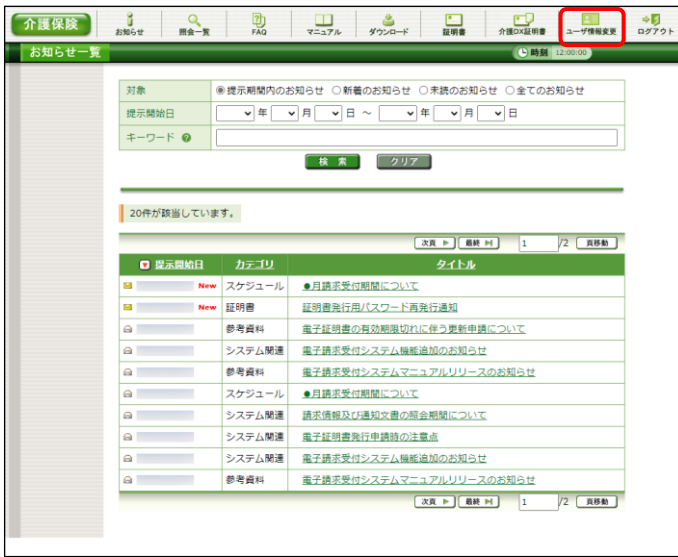 介護保険
お知らせ 照会一覧 FAQ マニュアル ダウンロード 証明書 介護DX証明書 ユーザ情報変更 ログアウト
お知らせ一覧 時刻 12:00:00
対象 提示期間内のお知らせ 新着のお知らせ 未読のお知らせ 全てのお知らせ
提示開始日 年 月 日 ～ 年 月 日
キーワード ?
検 索 クリア
20件が該当しています。
次頁 最終 1 /2 頁移動
提示開始日 カテゴリ タイトル
New スケジュール ●月請求受付期間について
New 証明書 証明書発行用パスワード再発行通知
参考資料 電子証明書の有効期限切れに伴う更新申請について
システム関連 電子請求受付システム機能追加のお知らせ
参考資料 電子請求受付システムマニュアルリリースのお知らせ
スケジュール ●月請求受付期間について
システム関連 請求情報及び通知文書の照会期間について
システム関連 電子証明書発行申請時の注意点
システム関連 電子請求受付システム機能追加のお知らせ
参考資料 電子請求受付システムマニュアルリリースのお知らせ
次頁 最終 1 /2 頁移動